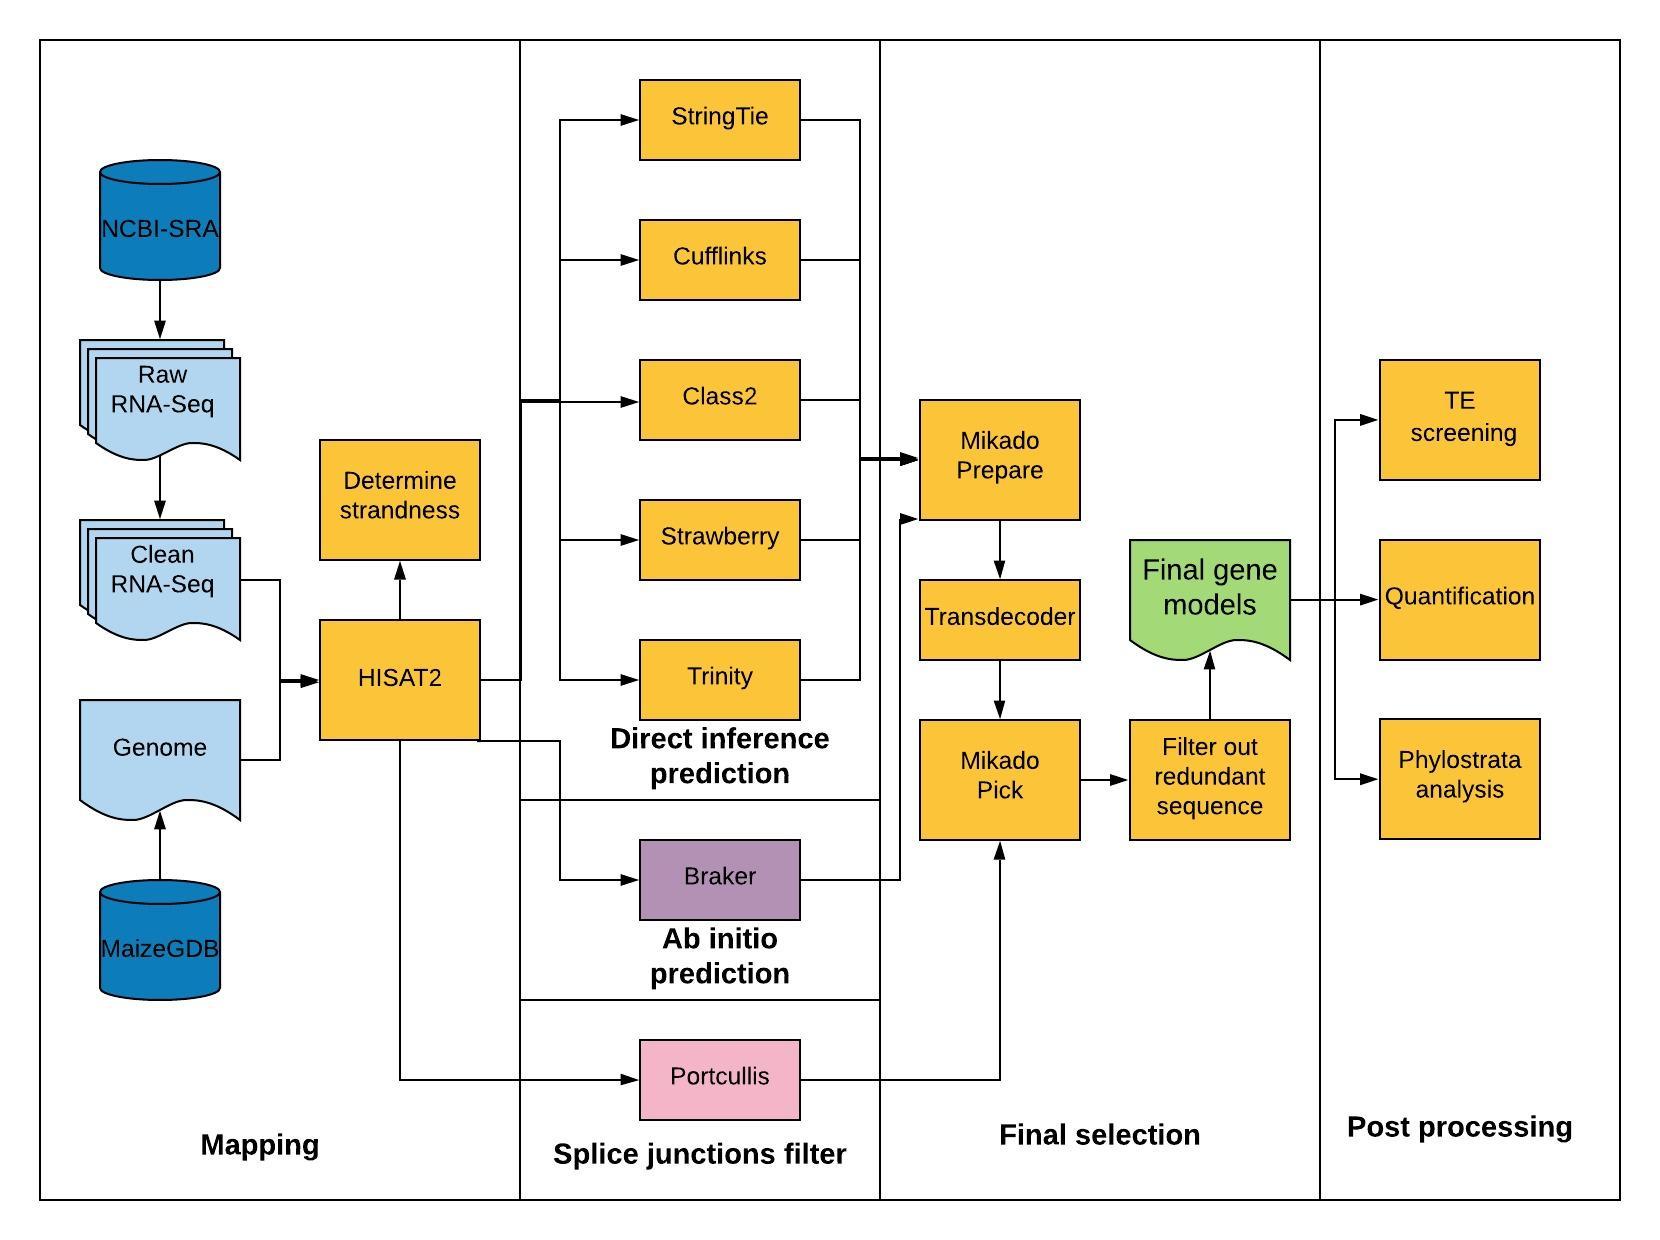 NCBI-SRA
Raw
RNA-Seq
Clean
RNA-Seq
Genome
MaizeGDB
Determine
strandness
HISAT2
Mapping
StringTie
Cufflinks
Class2
Strawberry
Trinity
Direct inference
prediction
Braker
Ab initio
prediction
Portcullis
Splice junctions filter
Mikado
Prepare
Transdecoder
Mikado
Pick
Filter out
redundant
sequence
Final gene
models
Final selection
TE
screening
Quantification
Phylostrata
analysis
Post processing